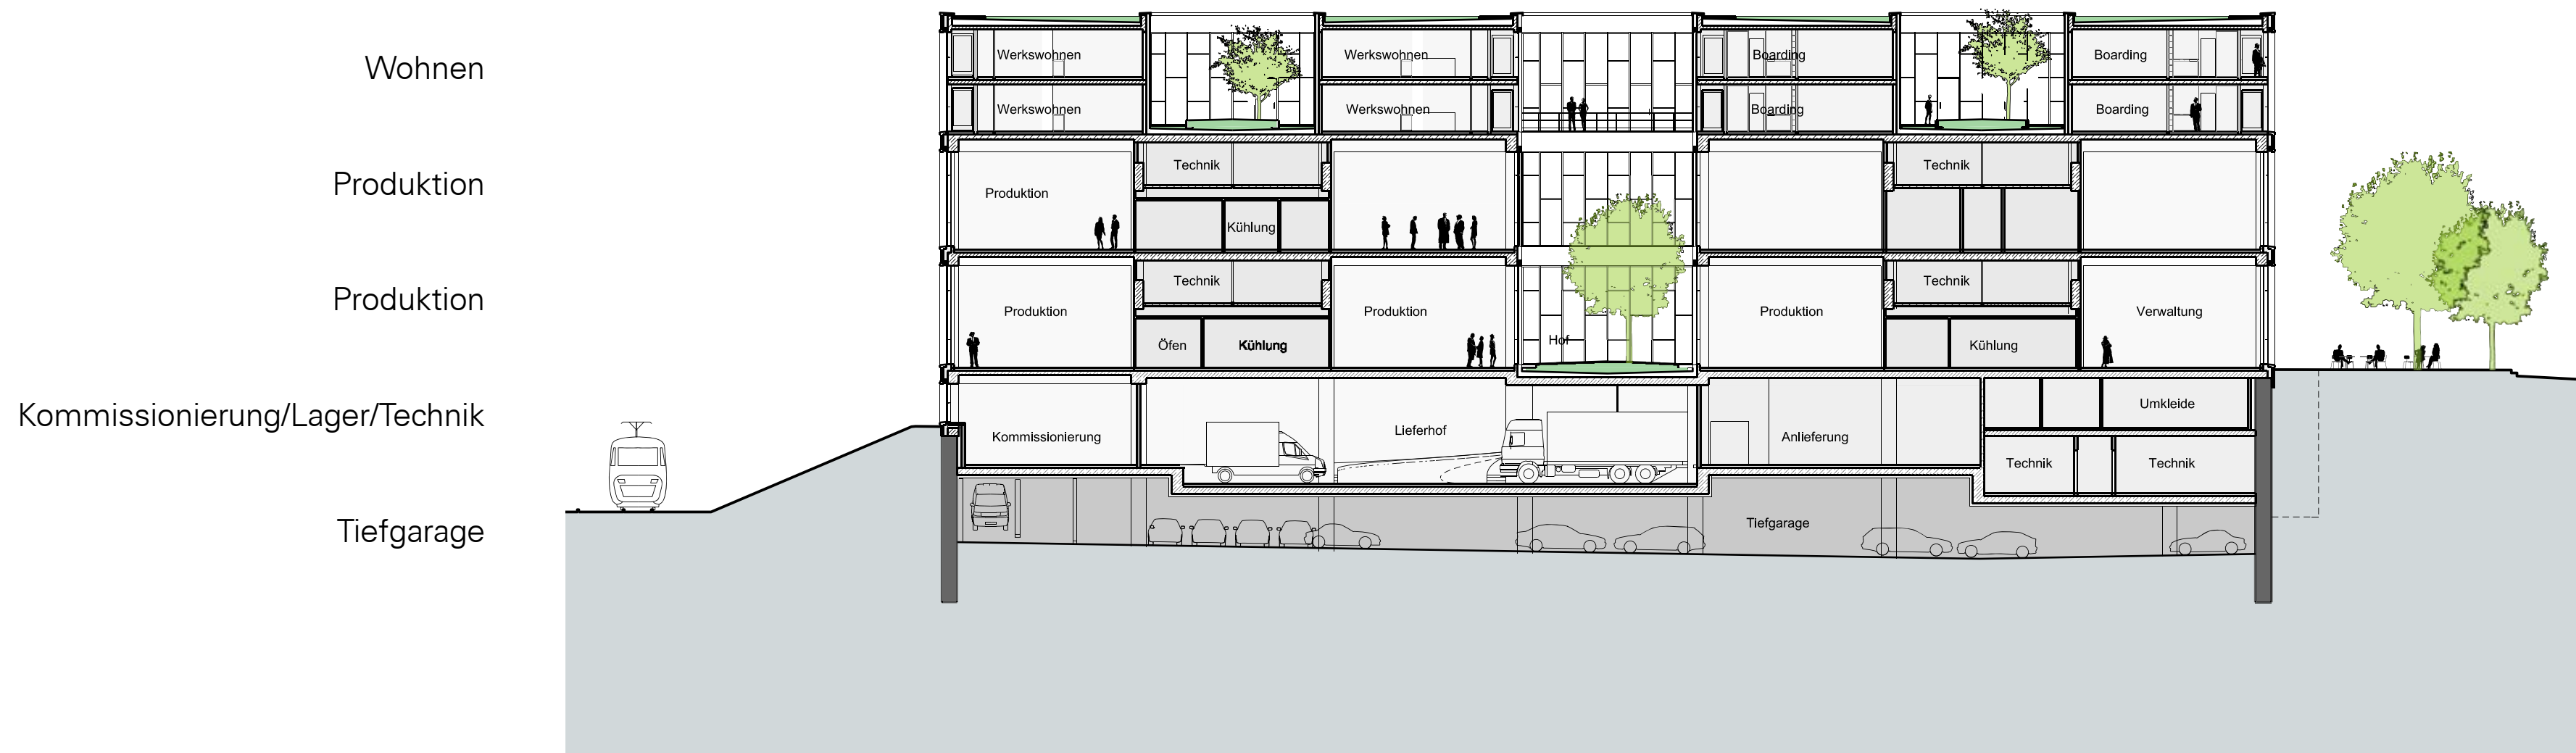 Wohnen
Werkswohnen
Werkswohnen
Boarding
Boarding
Werkswohnen
Werkswohnen
Boarding
Boarding
Produktion
Technik
Technik
Produktion
Kühlung
Produktion
Technik
Technik
Produktion
Produktion
Produktion
Verwaltung
Öfen
Kühlung
Hof
Kühlung
Kommissionierung/Lager/Technik
Umkleide
Kommissionierung
Lieferhof
Anlieferung
Technik
Technik
Tiefgarage
Tiefgarage